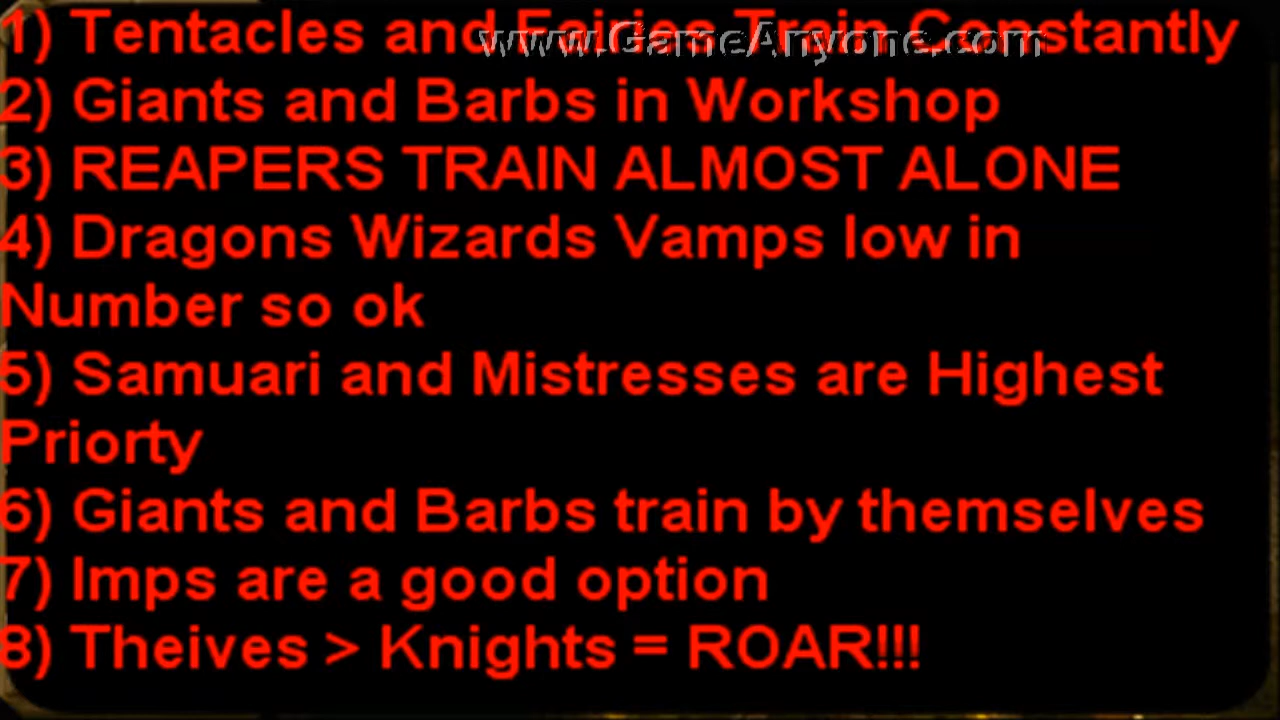 www.GameAnyone.com
1) Tentacles and Fairies Train Constantly
2) Giants and Barbs in Workshop
3) REAPERS TRAIN ALMOST ALONE
4) Dragons Wizards Vamps low in
Number so ok
5) Samuari and Mistresses are Highest
Priorty
6) Giants and Barbs train by themselves
7) Imps are a good option
8) Theives > Knights = ROAR!!!